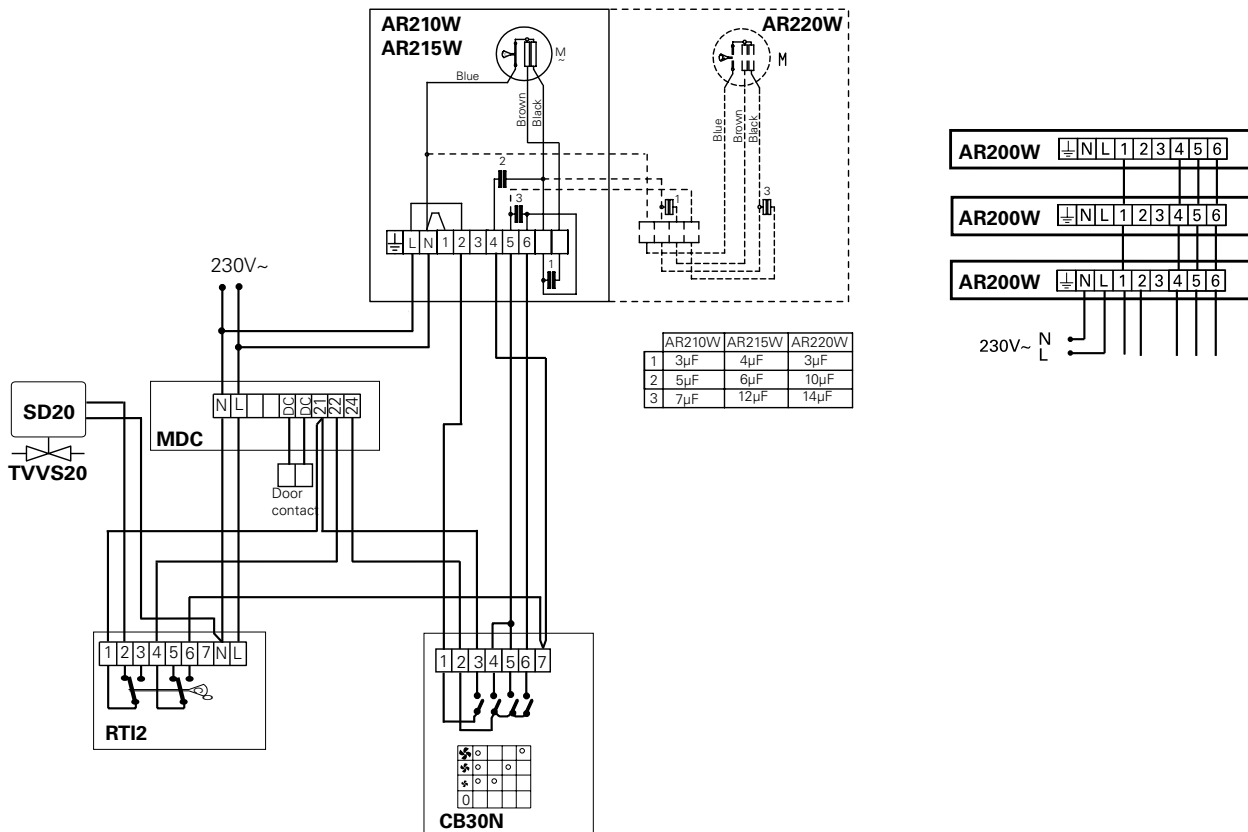 AR210W
AR215W
AR220W
M
~
M
Blue
Brown
Black
Blue
Brown
Black
2
3
1
3
1
L N 1 2 3 4 5 6
230V~
AR200W N L 1 2 3 4 5 6
AR200W N L 1 2 3 4 5 6
AR200W N L 1 2 3 4 5 6
230V~ N
L
AR210W AR215W AR220W
1 3µF 4µF 3µF
2 5µF 6µF 10µF
3 7µF 12µF 14µF
SD20
TVVS20
N L DC DC 21 22 24
MDC
Door
contact
1 2 3 4 5 6 7 N L
RTI2
1 2 3 4 5 6 7
0
CB30N